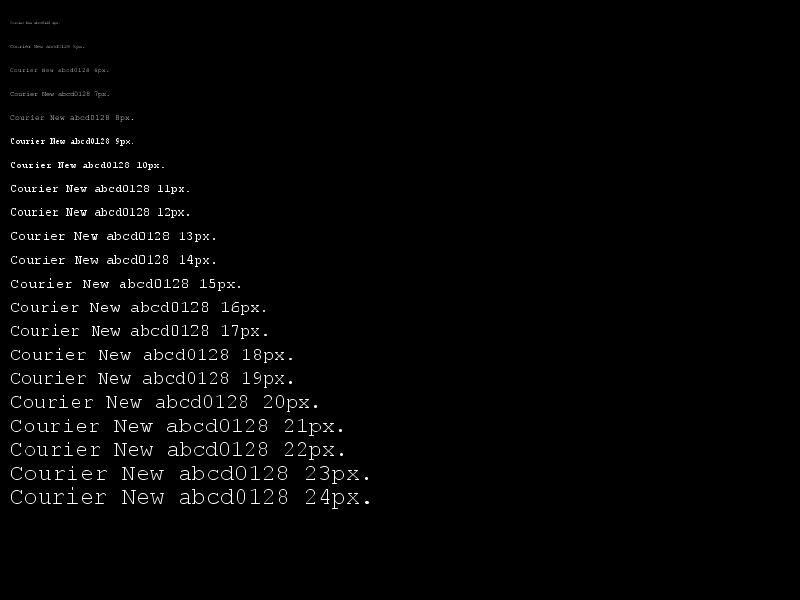 Courier New abcd0128 4px.
Courier New abcd0128 5px.
Courier New abcd0128 6px.
Courier New abcd0128 7px.
Courier New abcd0128 8px.
Courier New abcd0128 9px.
Courier New abcd0128 10px.
Courier New abcd0128 11px.
Courier New abcd0128 12px.
Courier New abcd0128 13px.
Courier New abcd0128 14px.
Courier New abcd0128 15px.
Courier New abcd0128 16px.
Courier New abcd0128 17px.
Courier New abcd0128 18px.
Courier New abcd0128 19px.
Courier New abcd0128 20px.
Courier New abcd0128 21px.
Courier New abcd0128 22px.
Courier New abcd0128 23px.
Courier New abcd0128 24px.